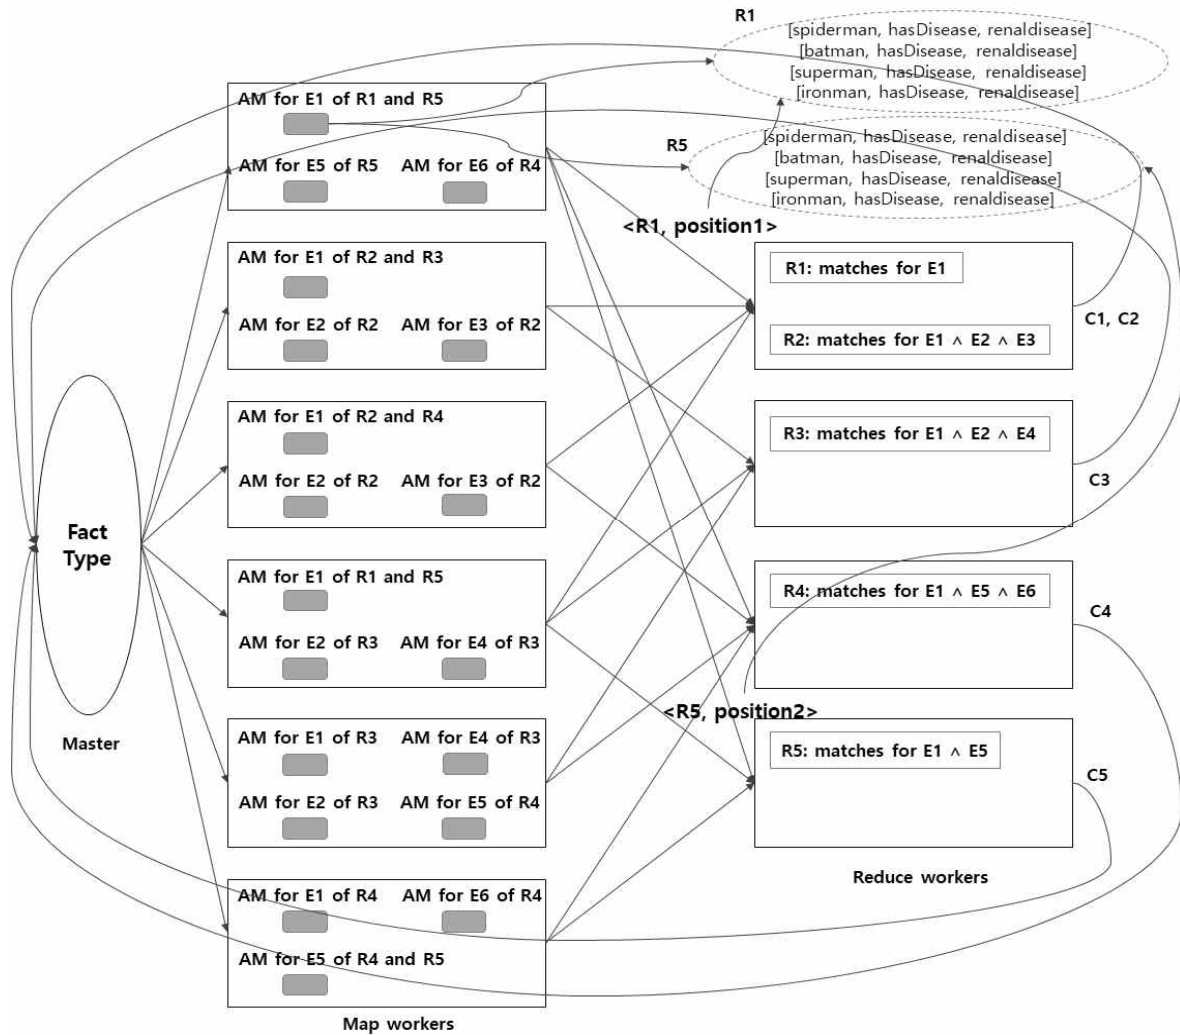 R1
[spiderman, hasDisease, renaldisease]
[batman, hasDisease, renaldisease]
[superman, hasDisease, renaldisease]
[ironman, hasDisease, renaldisease]
R5
[spiderman, hasDisease, renaldisease]
[batman, hasDisease, renaldisease]
[superman, hasDisease, renaldisease]
[ironman, hasDisease, renaldisease]
<R1, position1>
Fact
Type
Master
AM for E1 of R1 and R5
AM for E5 of R5 AM for E6 of R4
AM for E1 of R2 and R3
AM for E2 of R2 AM for E3 of R2
AM for E1 of R2 and R4
AM for E2 of R2 AM for E3 of R2
AM for E1 of R1 and R5
AM for E2 of R3 AM for E4 of R3
AM for E1 of R3 AM for E4 of R3
AM for E2 of R3 AM for E5 of R4
AM for E1 of R4 AM for E6 of R4
AM for E5 of R4 and R5
Map workers
R1: matches for E1
R2: matches for E1 ∧ E2 ∧ E3
C1, C2
R3: matches for E1 ∧ E2 ∧ E4
C3
R4: matches for E1 ∧ E5 ∧ E6
C4
<R5, position2>
R5: matches for E1 ∧ E5
C5
Reduce workers